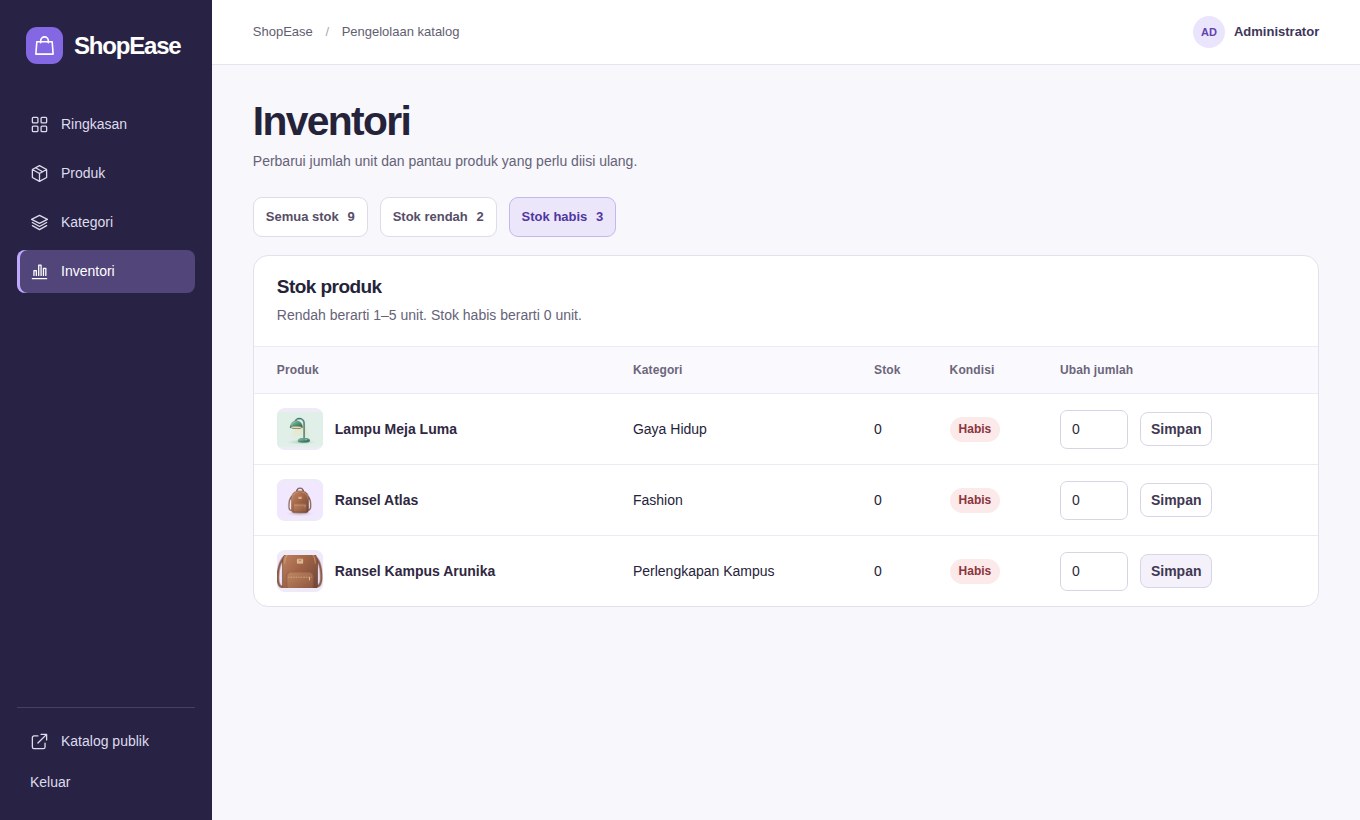 ShopEase
Ringkasan
Produk
Kategori
Inventori
Katalog publik
Keluar
ShopEase / Pengelolaan katalog
AD Administrator
Inventori
Perbarui jumlah unit dan pantau produk yang perlu diisi ulang.
Semua stok 9 Stok rendah 2 Stok habis 3
Stok produk
Rendah berarti 1–5 unit. Stok habis berarti 0 unit.
Produk Kategori Stok Kondisi Ubah jumlah
Lampu Meja Luma Gaya Hidup 0 Habis 0 Simpan
Ransel Atlas Fashion 0 Habis 0 Simpan
Ransel Kampus Arunika Perlengkapan Kampus 0 Habis 0 Simpan